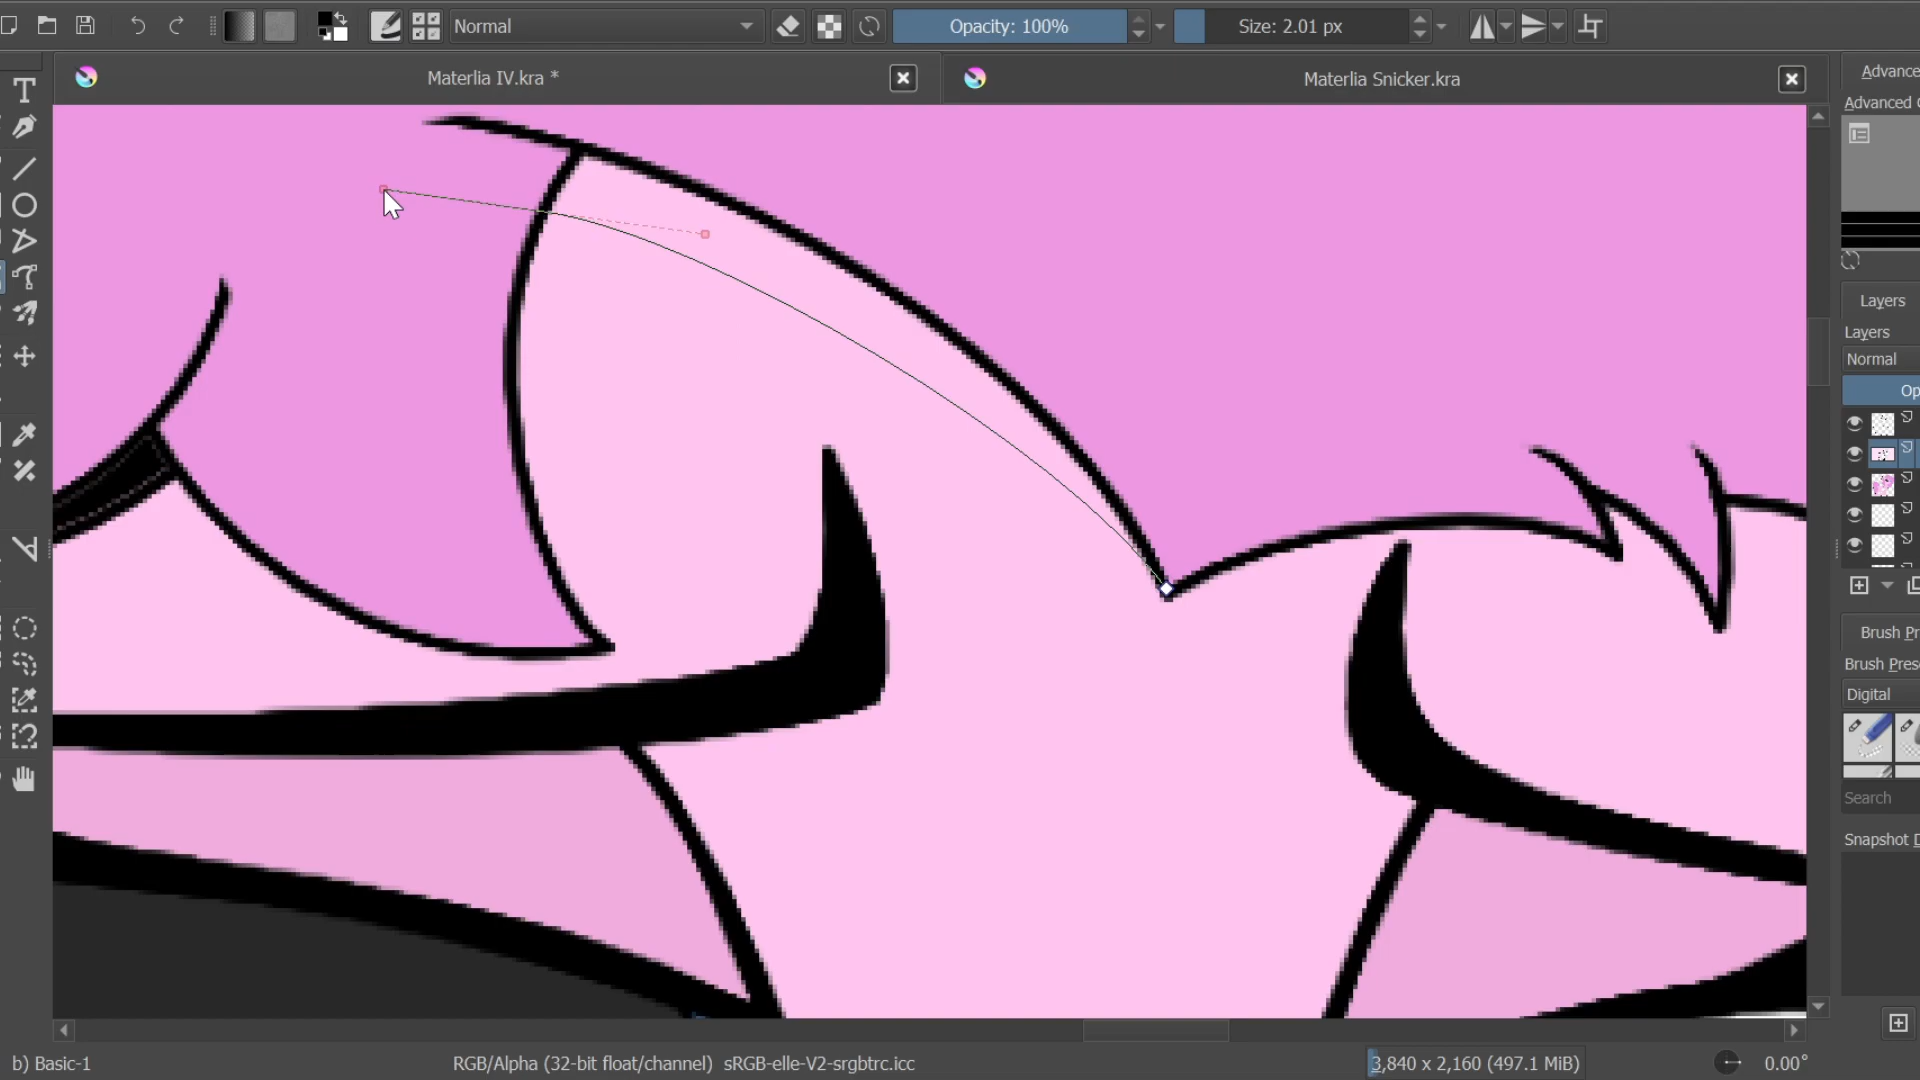 Normal
Opacity: 100%
Size: 2.01 px
Materlia IV.kra *
Materlia Snicker.kra
Advance
Advanced
Layers
Layers
Normal
Op
Brush Pr
Brush Prese
Digital
Search
Snapshot D
b) Basic-1
RGB/Alpha (32-bit float/channel) sRGB-elle-V2-srgbtrc.icc
3,840 x 2,160 (497.1 MiB)
0.00°